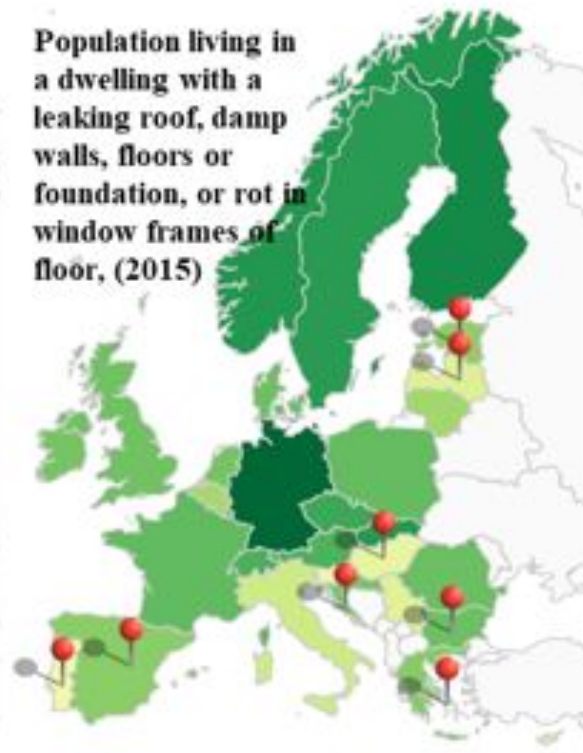 Population living in
a dwelling with a
leaking roof, damp
walls, floors or
foundation, or rot in
window frames of
floor, (2015)